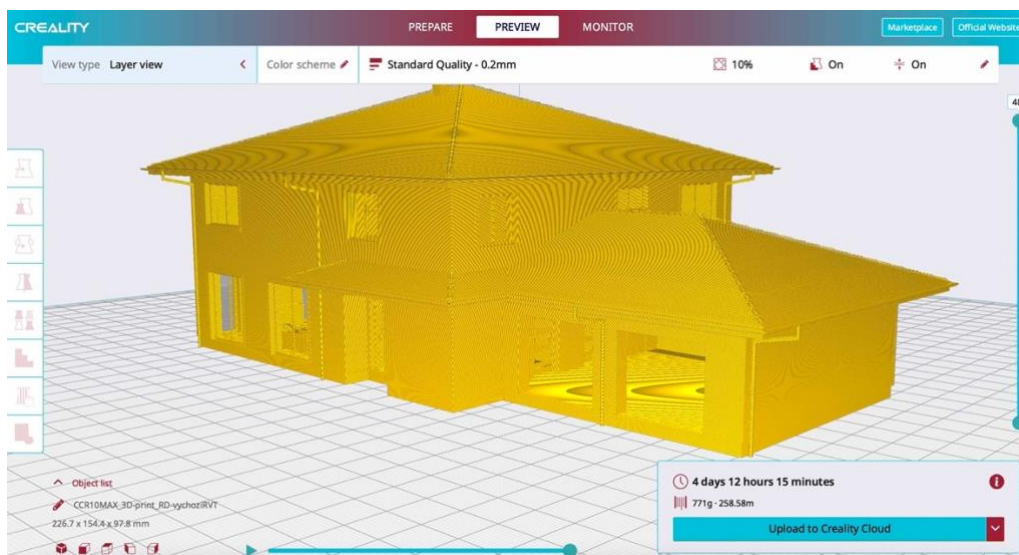 CREALITY
PREPARE PREVIEW MONITOR
Marketplace Official Website
View type Layer view Color scheme Standard Quality - 0.2mm 10% On On
Object list
CCR10MAX_3D-print_RD-vychoziRVT
226.7 x 154.4 x 97.8 mm
4 days 12 hours 15 minutes
771g · 258.58m
Upload to Creality Cloud